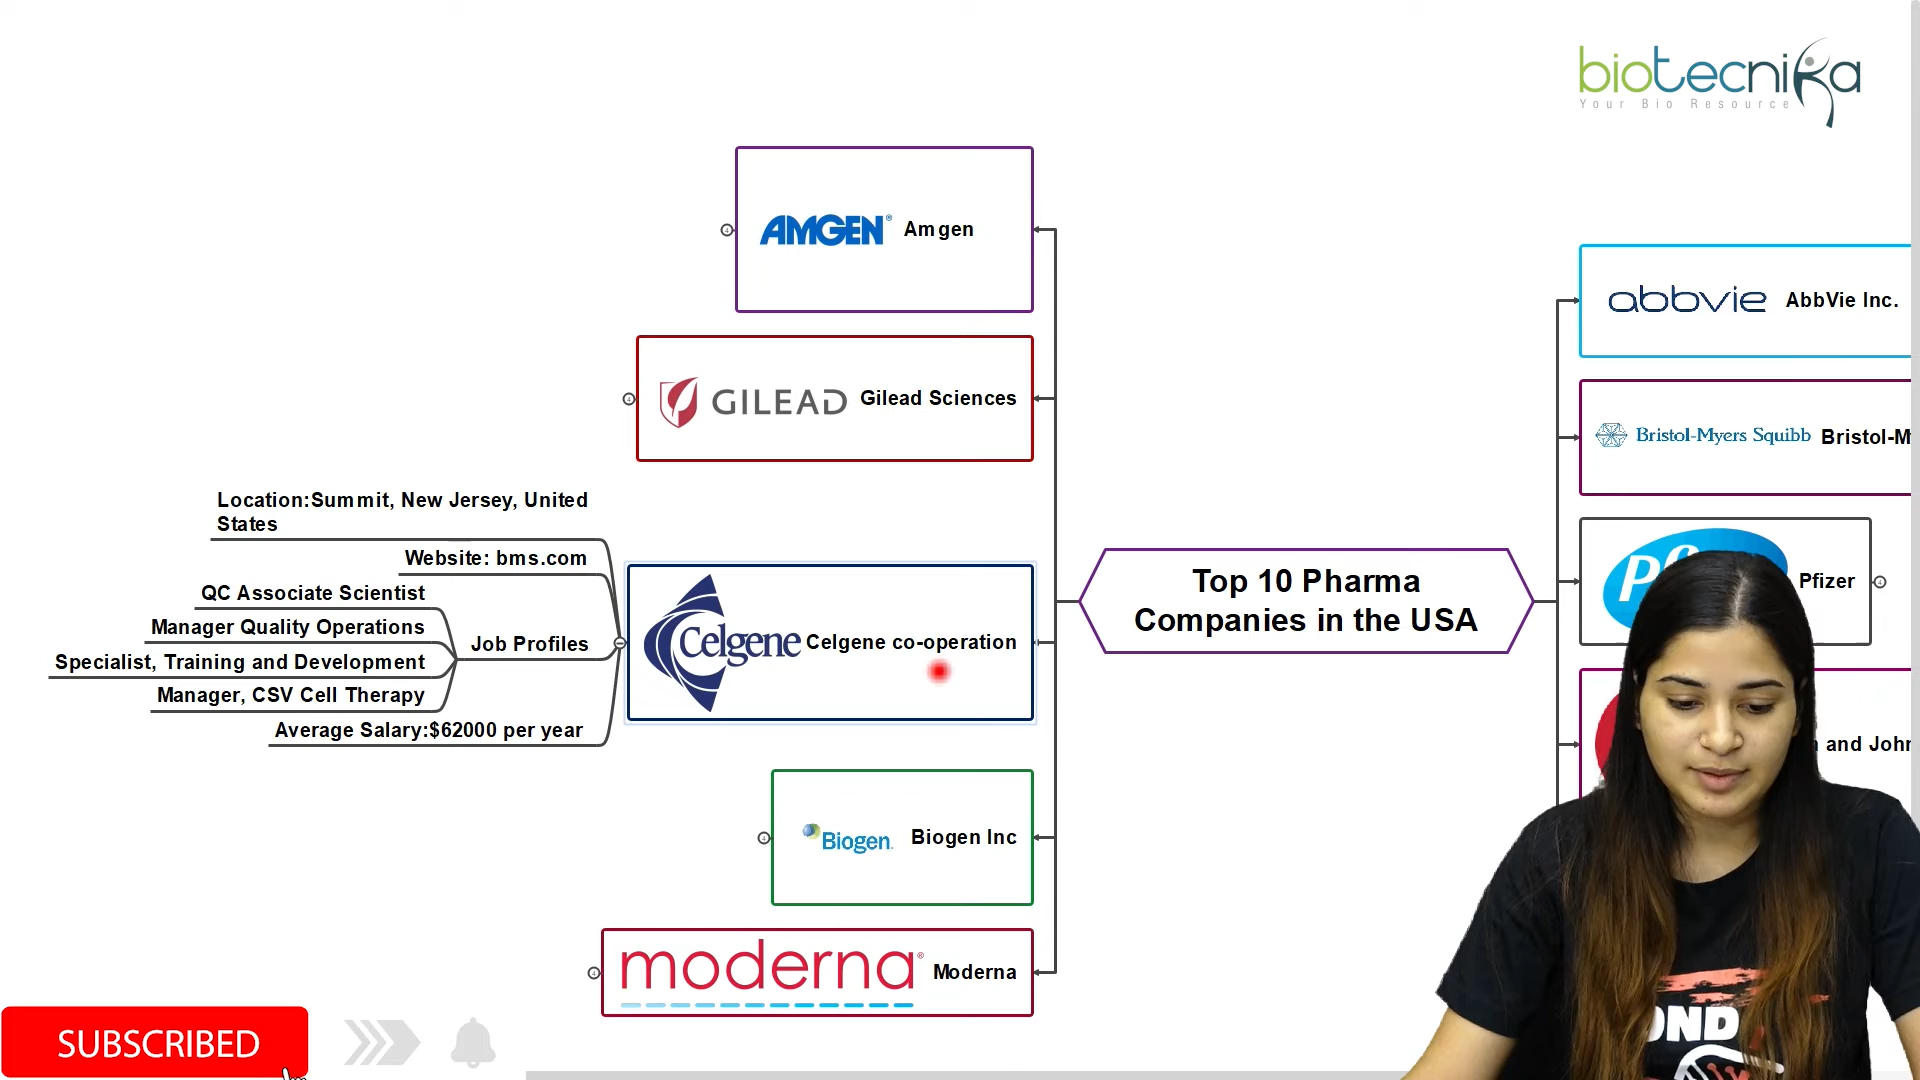 biotecnika
Your Bio Resource
AMGEN® Amgen
GILEAD Gilead Sciences
Location:Summit, New Jersey, United
States
Website: bms.com
QC Associate Scientist
Manager Quality Operations
Job Profiles
Specialist, Training and Development
Manager, CSV Cell Therapy
Average Salary:$62000 per year
Celgene Celgene co-operation
Biogen. Biogen Inc
moderna® Moderna
Top 10 Pharma
Companies in the USA
abbvie AbbVie Inc.
Bristol-Myers Squibb Bristol-M
Pfizer
and John
SUBSCRIBED